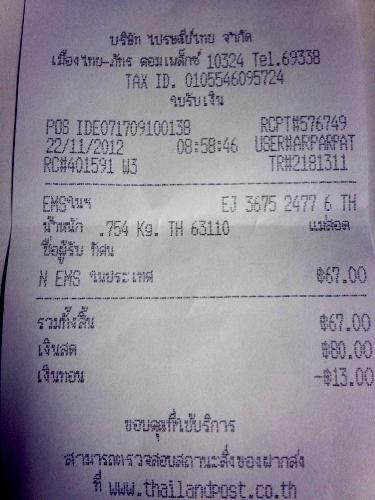 บริษัท ไปรษณีย์ไทย จำกัด
เมืองไทย-ภัทร คอมเพล็กซ์ 10324 Tel.69338
TAX ID. 0105546095724
ใบรับเงิน
POS IDE071709100138 RCPT#576749
22/11/2012 08:58:46 USER#ARPARPAT
RC#401591 W3 TR#2181311
EMSในฯ EJ 3675 2477 6 TH
น้ำหนัก .754 Kg. TH 63110 แม่สอด
ชื่อผู้รับ ทัศน
N EMS ในประเทศ ฿67.00
รวมทั้งสิ้น ฿67.00
เงินสด ฿80.00
เงินทอน -฿13.00
ขอบคุณที่ใช้บริการ
สามารถตรวจสอบสถานะสิ่งของฝากส่ง
ที่ www.thailandpost.co.th